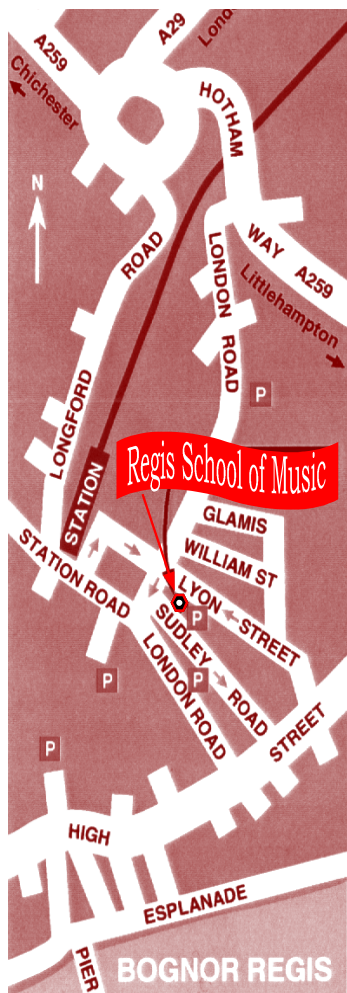 A259
A29
London
Chichester
HOTHAM
N
WAY A259
Littlehampton
LONGFORD ROAD
LONDON ROAD
P
Regis School of Music
STATION
GLAMIS
WILLIAM ST
STATION ROAD
LYON STREET
P
SUDLEY ROAD
P
LONDON ROAD
P
P
HIGH STREET
ESPLANADE
PIER
BOGNOR REGIS